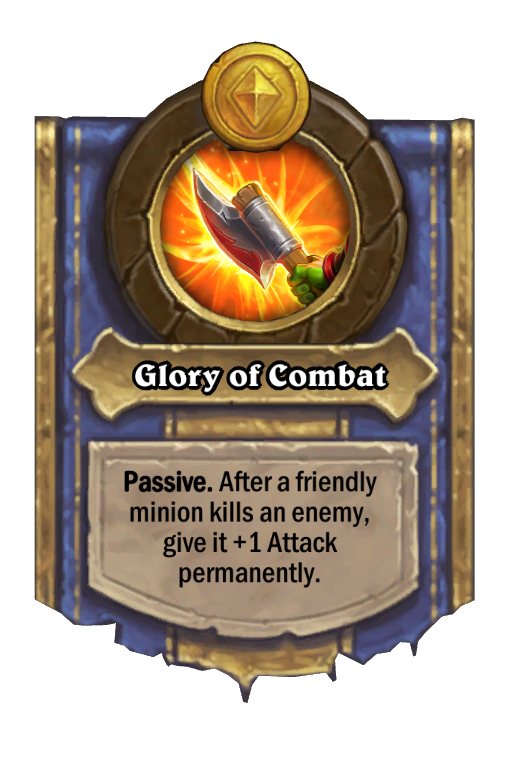 Glory of Combat
Passive. After a friendly
minion kills an enemy,
give it +1 Attack
permanently.